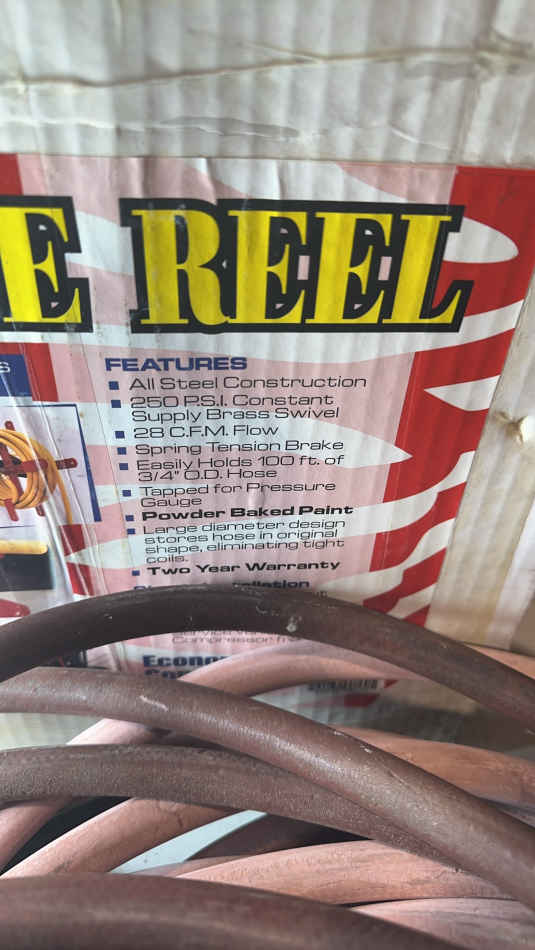 E REEL
S
FEATURES
All Steel Construction
250 P.S.I. Constant
Supply Brass Swivel
28 C.F.M. Flow
Spring Tension Brake
Easily Holds 100 ft. of
3/4" O.D. Hose
Tapped for Pressure
Gauge
Powder Baked Paint
Large diameter design
stores hose in original
shape, eliminating tight
coils.
Two Year Warranty